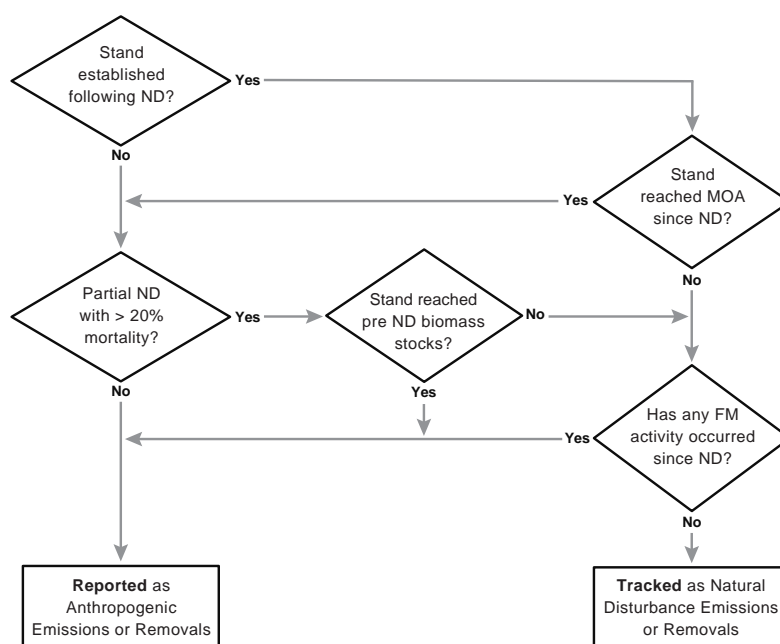 Stand
established
following ND?
Yes
No
Stand
reached MOA
since ND?
Yes
No
Partial ND
with > 20%
mortality?
Yes
No
Stand reached
pre ND biomass
stocks?
No
Yes
Has any FM
activity occurred
since ND?
Yes
No
Reported as
Anthropogenic
Emissions or Removals
Tracked as Natural
Disturbance Emissions
or Removals